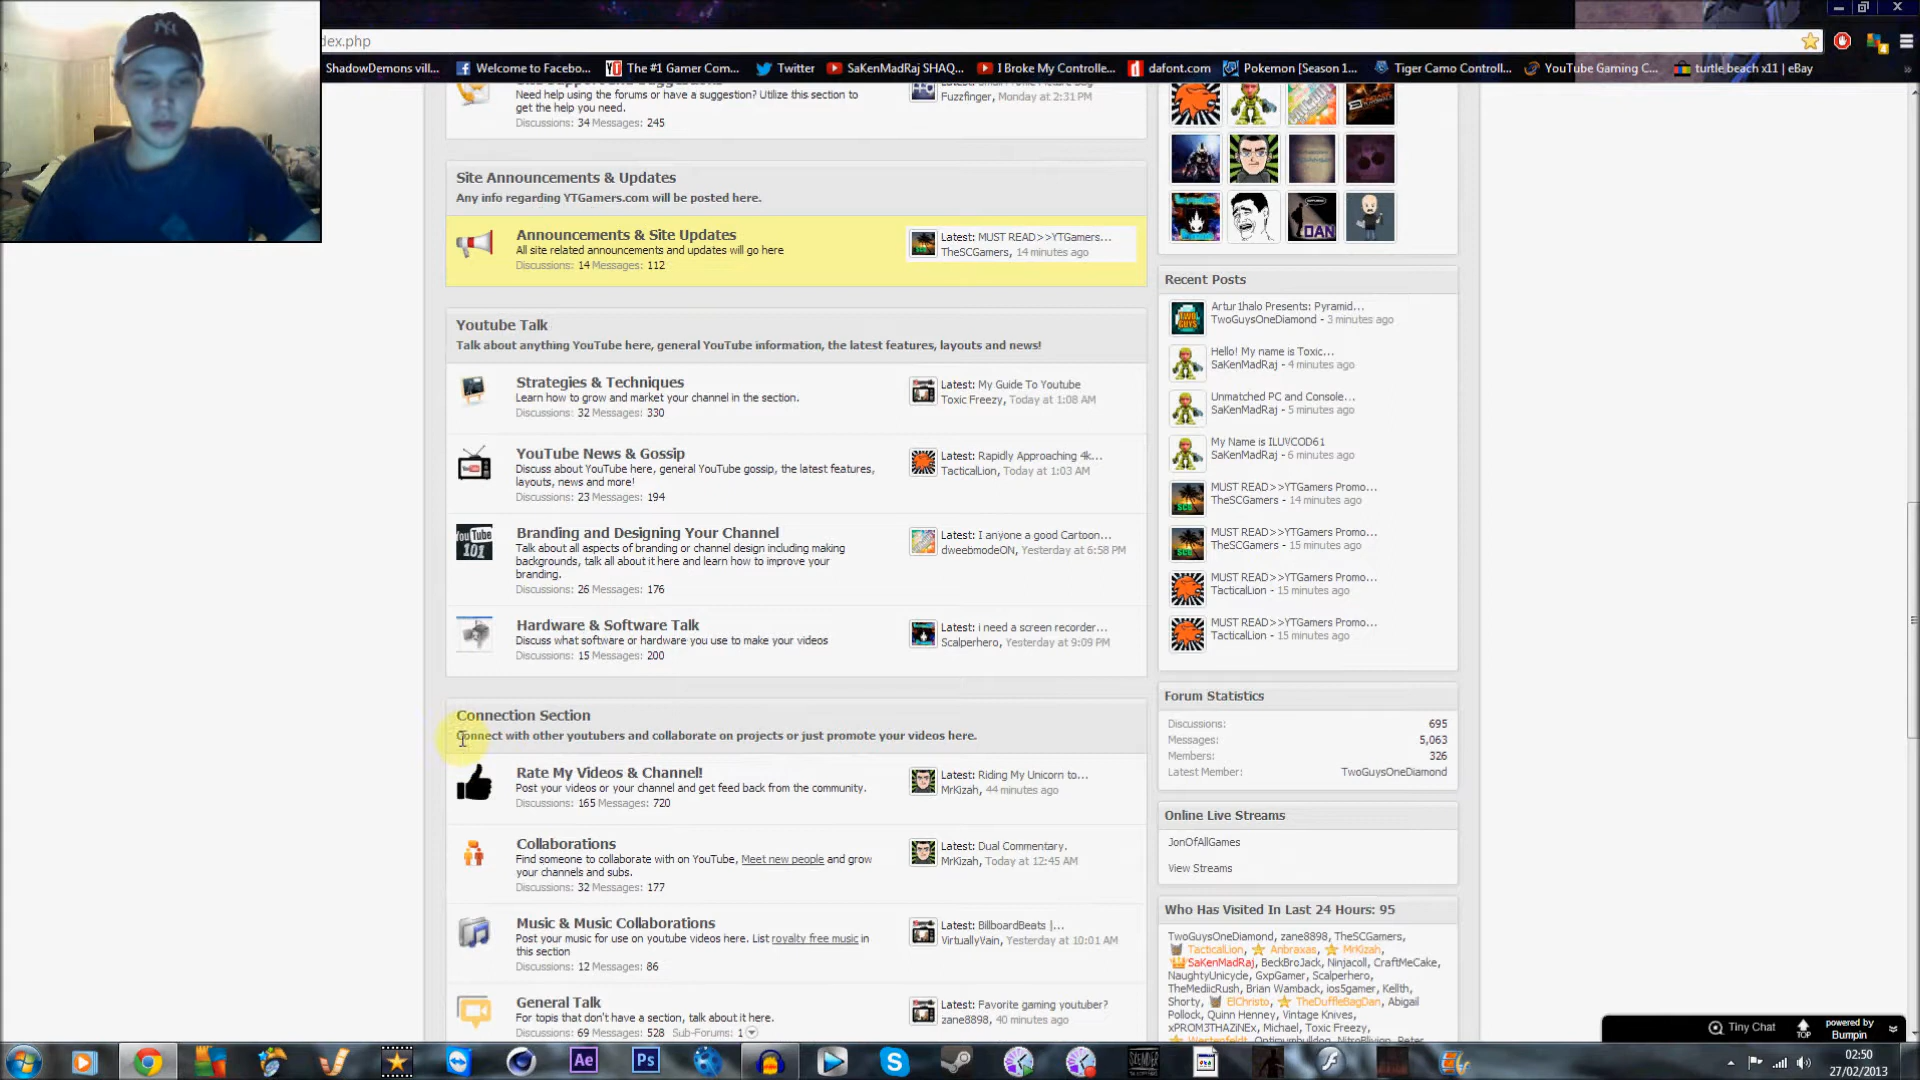 dex.php
ShadowDemons vill...
Welcome to Facebo...
The #1 Gamer Com...
Twitter
SaKenMadRaj SHAQ...
I Broke My Controlle...
dafont.com
Pokemon [Season 1...
Tiger Camo Controll...
YouTube Gaming C...
turtle beach x11 | eBay
Need help using the forums or have a suggestion? Utilize this section to
get the help you need.
Discussions: 34 Messages: 245
Fuzzfinger, Monday at 2:31 PM
Site Announcements & Updates
Any info regarding YTGamers.com will be posted here.
Announcements & Site Updates
All site related announcements and updates will go here
Discussions: 14 Messages: 112
Latest: MUST READ>>YTGamers...
TheSCGamers, 14 minutes ago
Youtube Talk
Talk about anything YouTube here, general YouTube information, the latest features, layouts and news!
Strategies & Techniques
Learn how to grow and market your channel in the section.
Discussions: 32 Messages: 330
Latest: My Guide To Youtube
Toxic Freezy, Today at 1:08 AM
YouTube News & Gossip
Discuss about YouTube here, general YouTube gossip, the latest features,
layouts, news and more!
Discussions: 23 Messages: 194
Latest: Rapidly Approaching 4k...
TacticalLion, Today at 1:03 AM
You Tube
101
Branding and Designing Your Channel
Talk about all aspects of branding or channel design including making
backgrounds, talk all about it here and learn how to improve your
branding.
Discussions: 26 Messages: 176
Latest: I anyone a good Cartoon...
dweebmodeON, Yesterday at 6:58 PM
Hardware & Software Talk
Discuss what software or hardware you use to make your videos
Discussions: 15 Messages: 200
Latest: i need a screen recorder...
Scalperhero, Yesterday at 9:09 PM
Connection Section
Connect with other youtubers and collaborate on projects or just promote your videos here.
Rate My Videos & Channel!
Post your videos or your channel and get feed back from the community.
Discussions: 165 Messages: 720
Latest: Riding My Unicorn to...
MrKizah, 44 minutes ago
Collaborations
Find someone to collaborate with on YouTube, Meet new people and grow
your channels and subs.
Discussions: 32 Messages: 177
Latest: Dual Commentary.
MrKizah, Today at 12:45 AM
Music & Music Collaborations
Post your music for use on youtube videos here. List royalty free music in
this section
Discussions: 12 Messages: 86
Latest: BillboardBeats |...
VirtuallyVain, Yesterday at 10:01 AM
General Talk
For topics that don't have a section, talk about it here.
Discussions: 69 Messages: 528 Sub-Forums: 1
Latest: Favorite gaming youtuber?
zane8898, 40 minutes ago
DAN
Recent Posts
Artur1halo Presents: Pyramid...
TwoGuysOneDiamond - 3 minutes ago
Hello! My name is Toxic...
SaKenMadRaj - 4 minutes ago
Unmatched PC and Console...
SaKenMadRaj - 5 minutes ago
My Name is ILUVCOD61
SaKenMadRaj - 6 minutes ago
MUST READ>>YTGamers Promo...
TheSCGamers - 14 minutes ago
MUST READ>>YTGamers Promo...
TheSCGamers - 15 minutes ago
MUST READ>>YTGamers Promo...
TacticalLion - 15 minutes ago
MUST READ>>YTGamers Promo...
TacticalLion - 15 minutes ago
Forum Statistics
Discussions: 695
Messages: 5,063
Members: 326
Latest Member: TwoGuysOneDiamond
Online Live Streams
JonOfAllGames
View Streams
Who Has Visited In Last 24 Hours: 95
TwoGuysOneDiamond, zane8898, TheSCGamers,
TacticalLion, Anbraxas, MrKizah,
SaKenMadRaj, BeckBroJack, Ninjacoll, CraftMeCake,
NaughtyUnicycle, GxpGamer, Scalperhero,
TheMediicRush, Brian Wamback, ios5gamer, Kellth,
Shorty, ElChristo, TheDuffleBagDan, Abigail
Pollock, Quinn Henney, Vintage Knives,
xPROM3THAZiNEx, Michael, Toxic Freezy,
Tiny Chat
TOP
powered by
Bumpin
Ae
Ps
02:50
27/02/2013